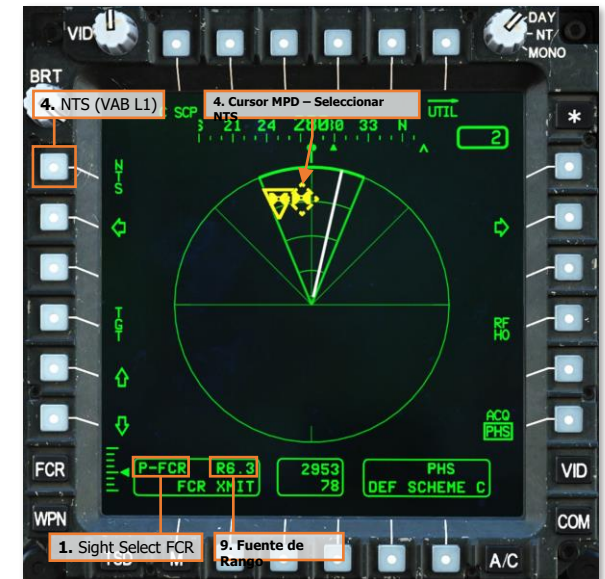 VID
DAY
NT
MONO
BRT
4. NTS (VAB L1)
4. Cursor MPD – Seleccionar
NTS
SCP
UTIL
21 24 33 N
2
*
NTS
TGT
RF
HO
ACQ
PHS
P-FCR R6.3
FCR XMIT
2953
78
PHS
DEF SCHEME C
FCR
VID
WPN
COM
1. Sight Select FCR
9. Fuente de
Rango
A/C